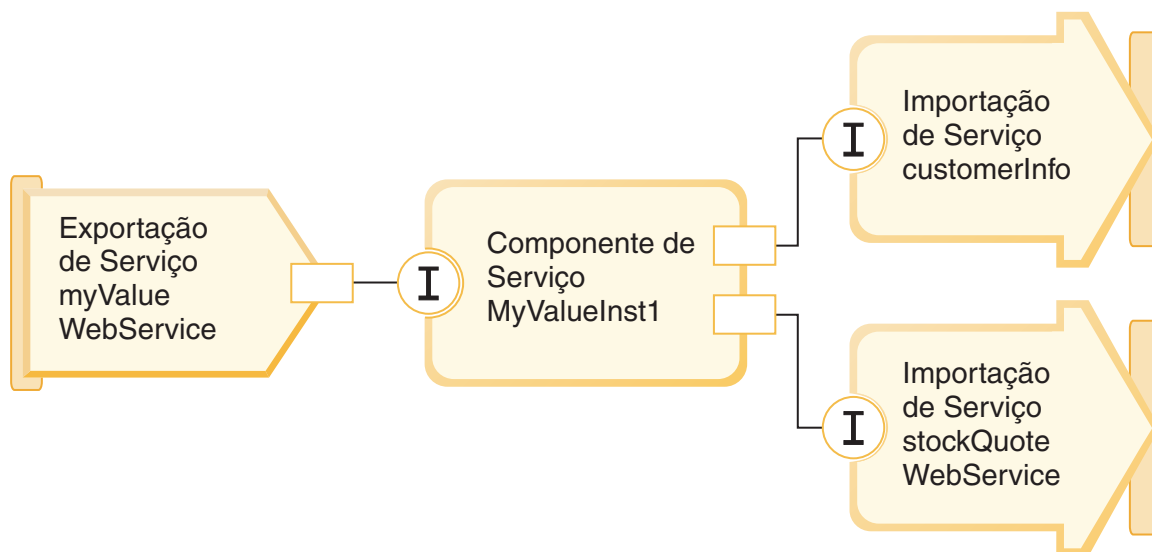 Exportação
de Serviço
myValue
WebService
I
Componente de
Serviço
MyValueInst1
I
Importação
de Serviço
customerInfo
I
Importação
de Serviço
stockQuote
WebService